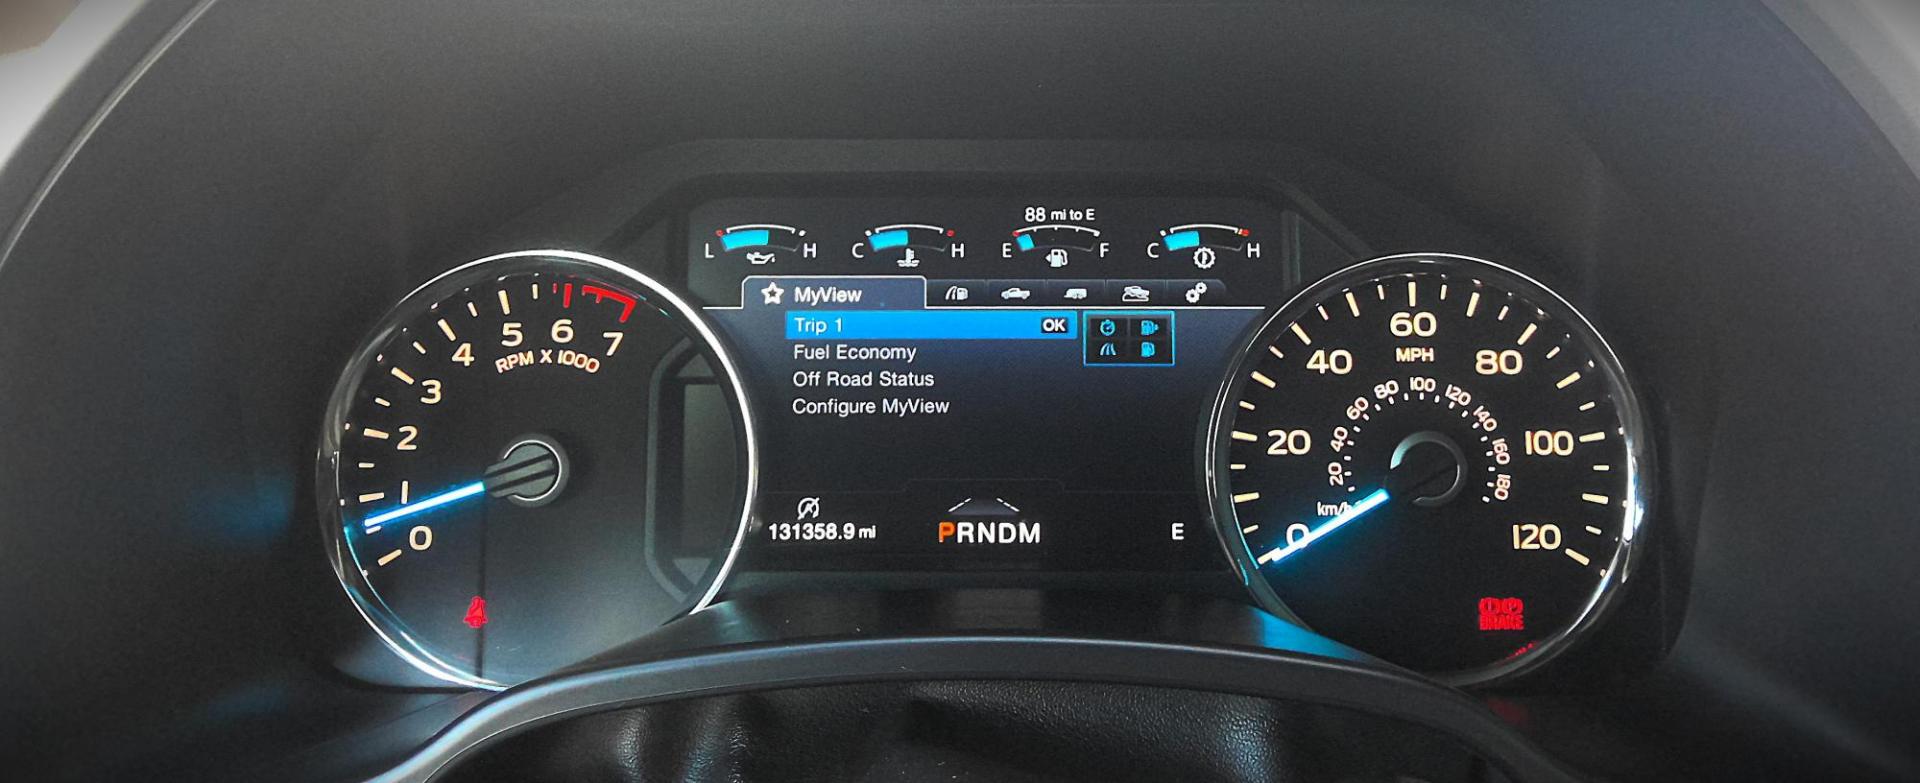 88 mi to E
L H C H E F C H
MyView
Trip 1 OK
Fuel Economy
Off Road Status
Configure MyView
131358.9 mi PRNDM E
0 1 2 3 4 5 6 7
RPM X 1000
0 20 40 60 80 100 120
MPH
20 40 60 80 100 120 140 160 180
km/h
BRAKE